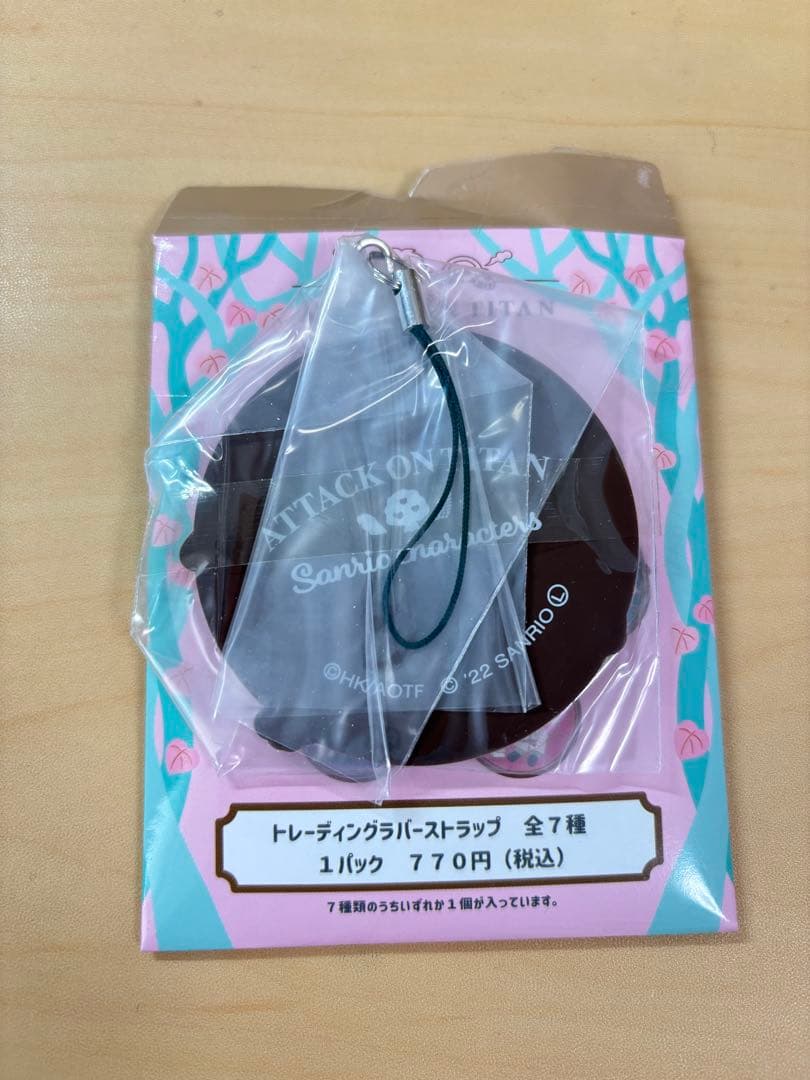 TITAN
ATTACK ON TITAN
Sanrio characters
©HK/AOTF © '22 SANRIO Ⓛ
トレーディングラバーストラップ 全7種
1パック 770円(税込)
7種類のうちいずれか1個が入っています。